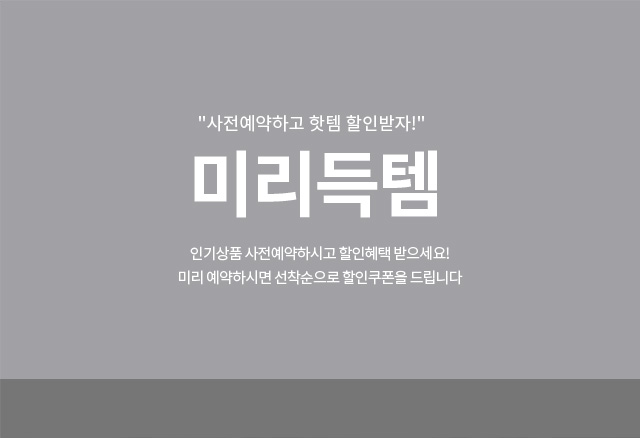 "사전예약하고 핫템 할인받자!"
미리득템
인기상품 사전예약하시고 할인혜택 받으세요!
미리 예약하시면 선착순으로 할인쿠폰을 드립니다